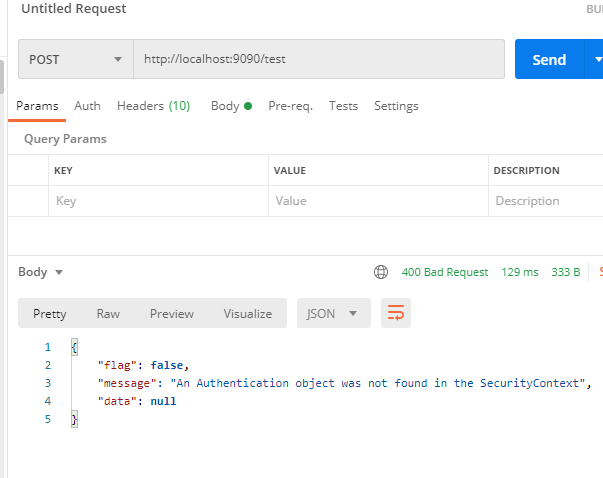 Untitled Request BU
POST http://localhost:9090/test Send
Params Auth Headers (10) Body Pre-req. Tests Settings
Query Params
KEY VALUE DESCRIPTION
Key Value Description
Body 400 Bad Request 129 ms 333 B S
Pretty Raw Preview Visualize JSON
1 {
2 "flag": false,
3 "message": "An Authentication object was not found in the SecurityContext",
4 "data": null
5 }